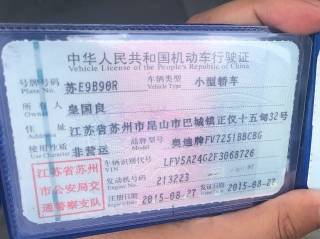 中华人民共和国机动车行驶证
Vehicle License of the People's Republic of China
号牌号码 苏E9B90R 车辆类型 小型轿车
Plate No. Vehicle Type
所有人 皇国良
Owner
住址 江苏省苏州市昆山市巴城镇正仪十五甸32号
Address
使用性质 非营运 品牌型号 奥迪牌FV7251BBCBG
Use Character Model
江苏省苏州市公安局交通警察支队
车辆识别代号 LFV5A24G2F3068726
VIN
发动机号码 213223
Engine No.
注册日期 2015-08-27 发证日期 2015-08-27